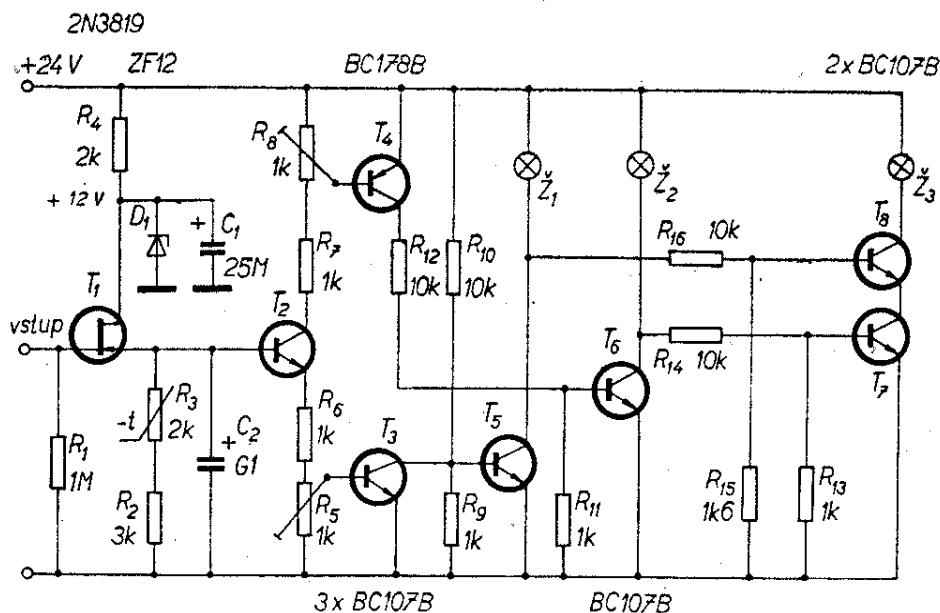 2N3819
+24V ZF12 BC178B 2x BC107B
R4
2k
R8
1k
T4
Ž1
Ž2
Ž3
+12V
D1
+ C1
25M
R7
1k
R12
10k
R10
10k
R16 10k
T8
T1
vstup
T2
T6
R14 10k
T7
-t
R3
2k
+ C2
G1
R6
1k
T3
T5
R1
1M
R2
3k
R5
1k
R9
1k
R11
1k
R15
1k6
R13
1k
3x BC107B BC107B